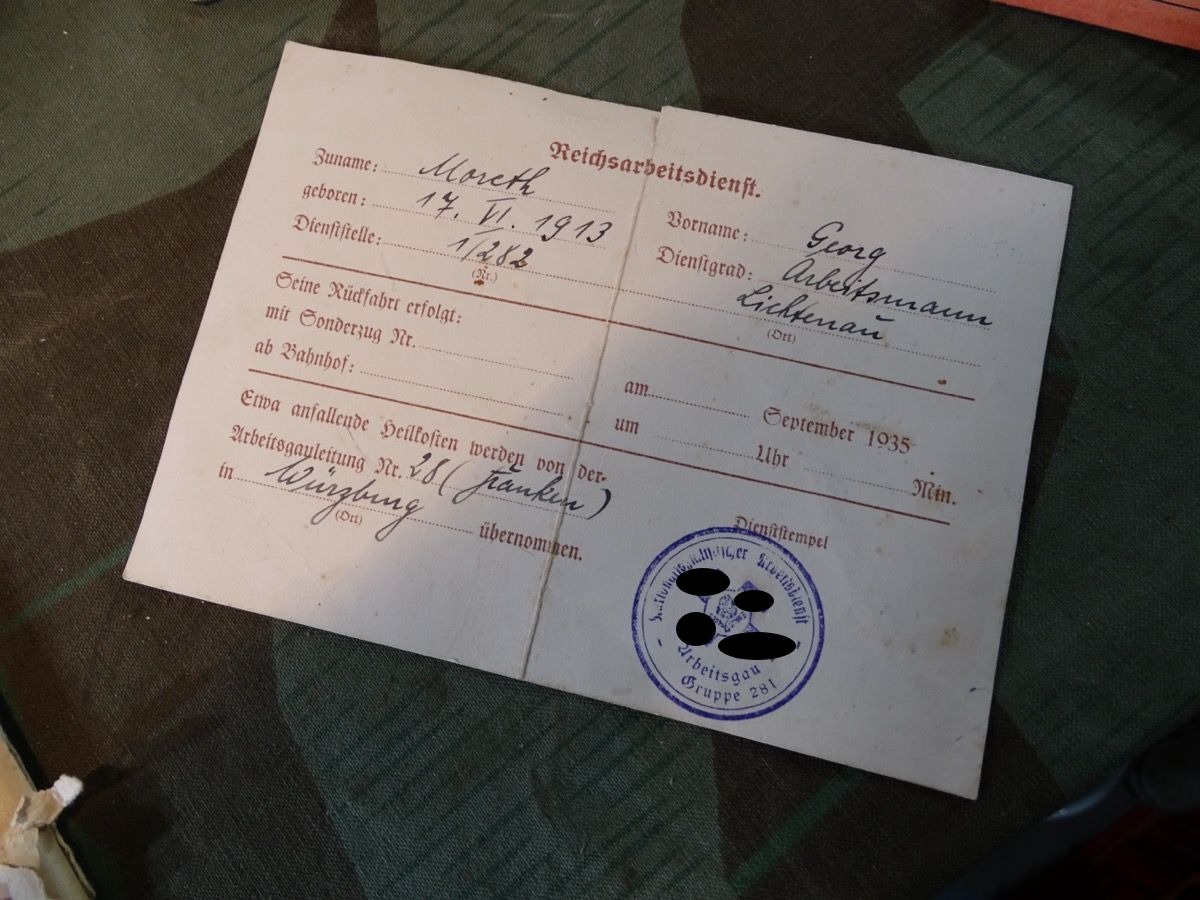 Reichsarbeitsdienst.
Zuname: Moreth
Vorname: Georg
geboren: 17. VI. 1913
Dienstgrad: Arbeitsmann
Dienststelle: 1/282 Lichtenau
(Nr.) (Ort)
Seine Rückfahrt erfolgt:
mit Sonderzug Nr. am September 1935
ab Bahnhof: um Uhr Min.
Etwa anfallende Heilkosten werden von der
Arbeitsgauleitung Nr. 28 (Franken)
in Würzburg übernommen.
(Ort)
Dienststempel
Arbeitsdienst
Arbeitsgau
Gruppe 281